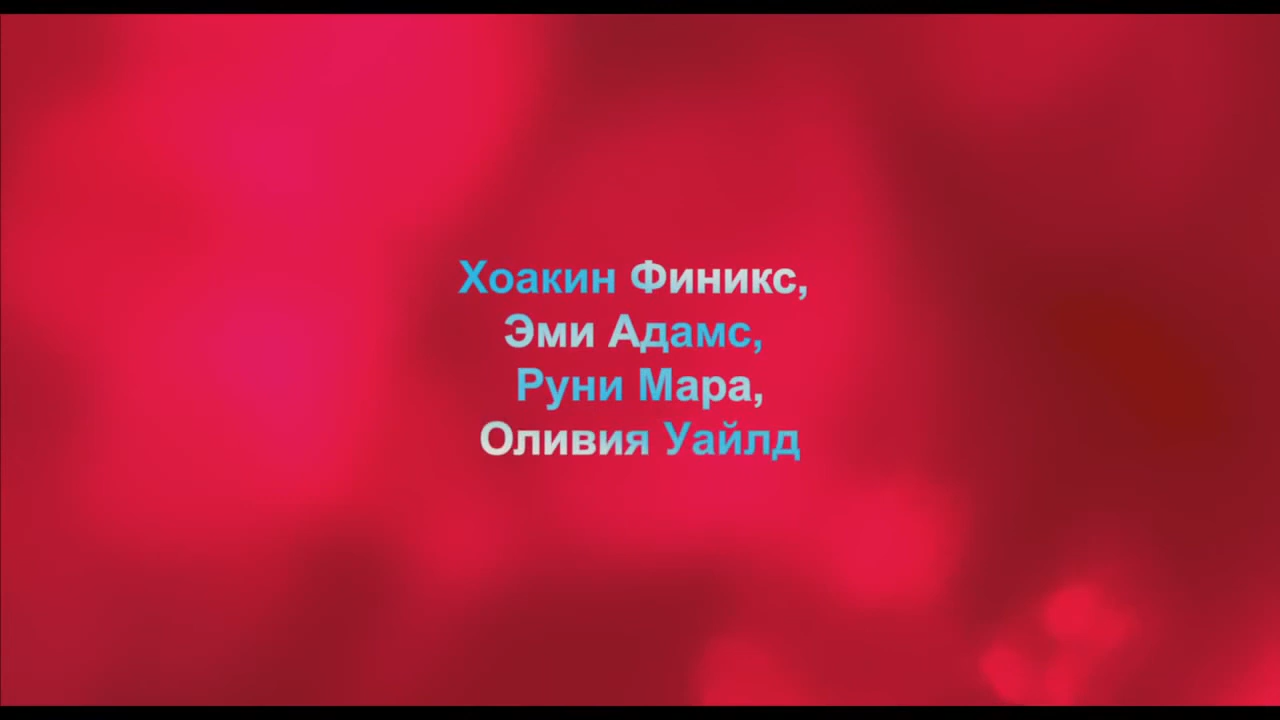 Хоакин Финикс,
Эми Адамс,
Руни Мара,
Оливия Уайлд